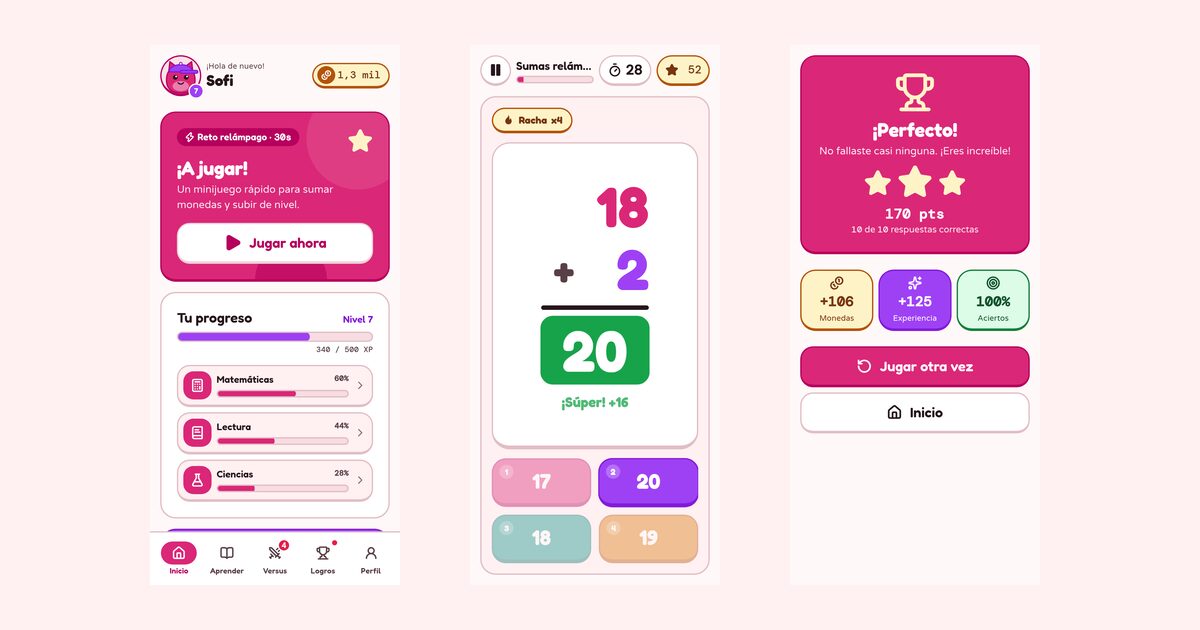 ¡Hola de nuevo!
Sofi
7
1,3 mil
Reto relámpago · 30s
¡A jugar!
Un minijuego rápido para sumar
monedas y subir de nivel.
Jugar ahora
Tu progreso
Nivel 7
340 / 500 XP
Matemáticas
60%
Lectura
44%
Ciencias
28%
4
Inicio
Aprender
Versus
Logros
Perfil
Sumas relám...
28
52
Racha x4
18
+ 2
20
¡Súper! +16
1
17
2
20
3
18
4
19
¡Perfecto!
No fallaste casi ninguna. ¡Eres increíble!
170 pts
10 de 10 respuestas correctas
+106
Monedas
+125
Experiencia
100%
Aciertos
Jugar otra vez
Inicio